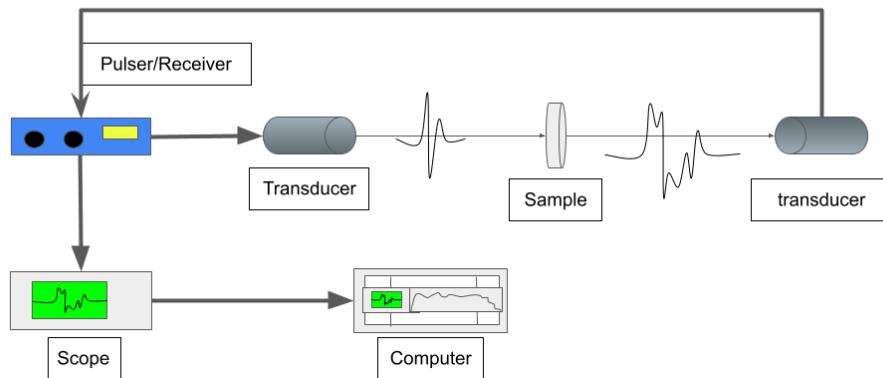 Pulser/Receiver
Transducer
Sample
transducer
Scope
Computer